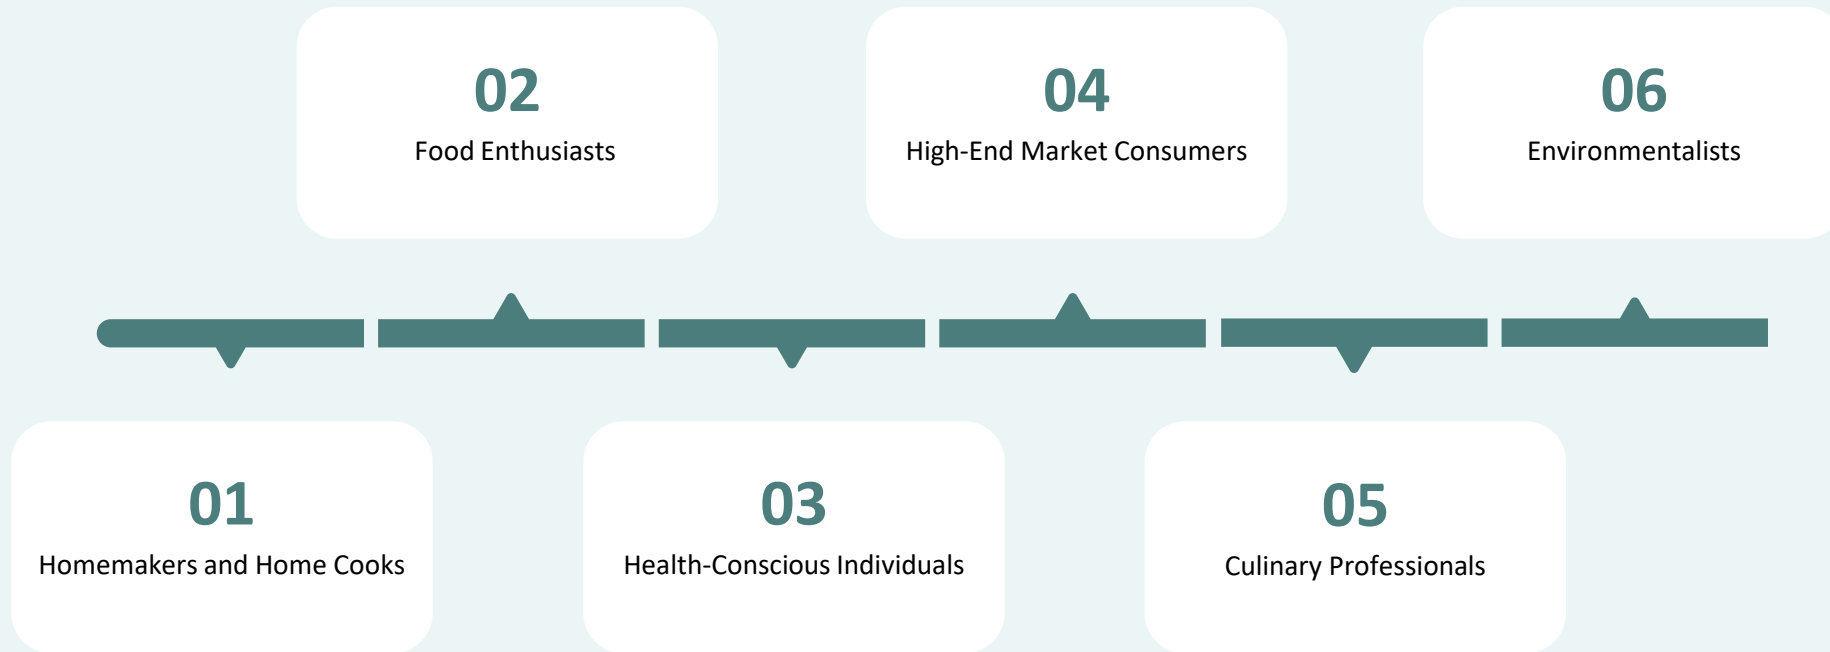 01
Homemakers and Home Cooks
02
Food Enthusiasts
03
Health-Conscious Individuals
04
High-End Market Consumers
05
Culinary Professionals
06
Environmentalists